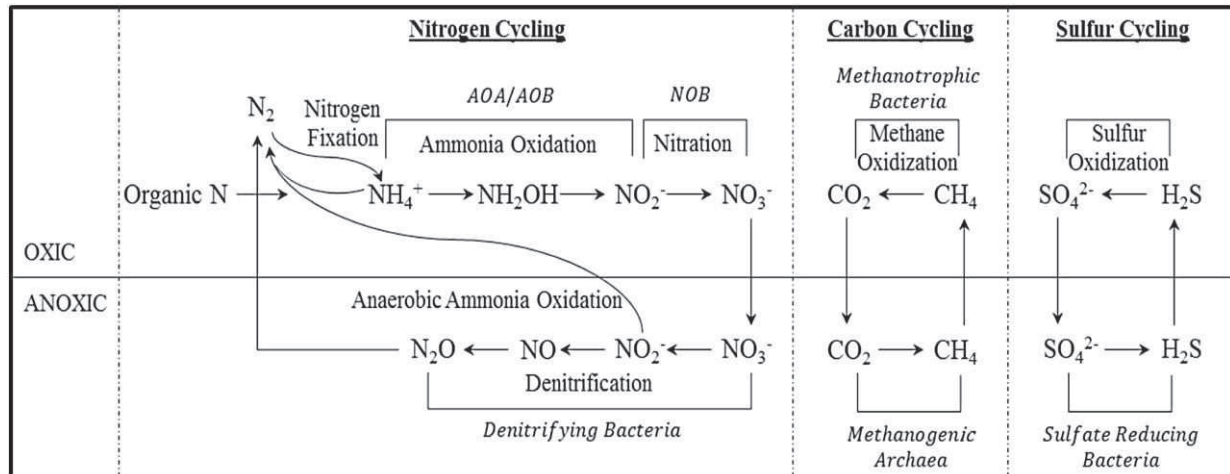 Nitrogen Cycling
Carbon Cycling
Sulfur Cycling
AOA/AOB
NOB
Methanotrophic
Bacteria
N₂
Nitrogen
Fixation
Ammonia Oxidation
Nitration
Methane
Oxidization
Sulfur
Oxidization
Organic N
NH₄⁺
NH₂OH
NO₂⁻
NO₃⁻
CO₂
CH₄
SO₄²⁻
H₂S
OXIC
ANOXIC
Anaerobic Ammonia Oxidation
N₂O
NO
NO₂⁻
NO₃⁻
CO₂
CH₄
SO₄²⁻
H₂S
Denitrification
Denitrifying Bacteria
Methanogenic
Archaea
Sulfate Reducing
Bacteria